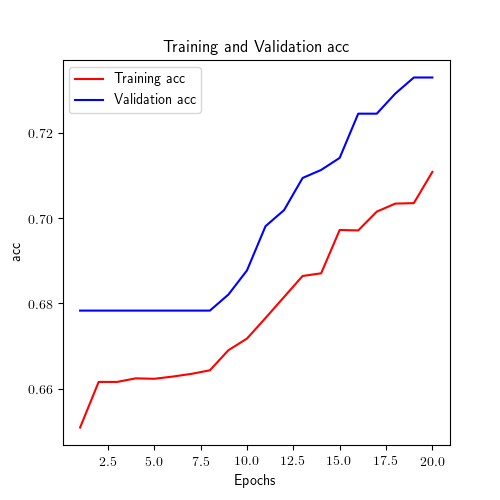 Training and Validation acc
Training acc
Validation acc
0.72
0.70
0.68
0.66
acc
2.5 5.0 7.5 10.0 12.5 15.0 17.5 20.0
Epochs